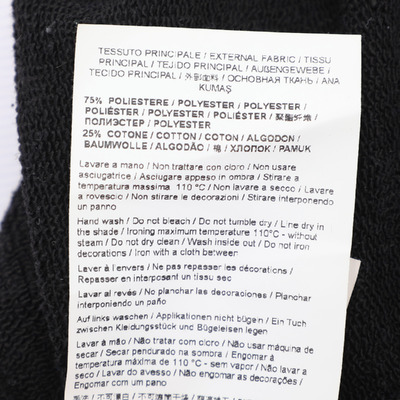 TESSUTO PRINCIPALE / EXTERNAL FABRIC / TISSU
PRINCIPAL / TEJIDO PRINCIPAL / AUßENGEWEBE /
TECIDO PRINCIPAL / 外部面料 / ОСНОВНАЯ ТКАНЬ / ANA
KUMAŞ
75% POLIESTERE / POLYESTER / POLYESTER /
POLIÉSTER / POLYESTER / POLIÉSTER / 聚酯纤维 /
ПОЛИЭСТЕР / POLYESTER
25% COTONE / COTTON / COTON / ALGODON /
BAUMWOLLE / ALGODÃO / 棉 / ХЛОПОК / PAMUK
Lavare a mano / Non trattare con cloro / Non usare
asciugatrice / Asciugare appeso in ombra / Stirare a
temperatura massima 110 °C / Non lavare a secco / Lavare
a rovescio / Non stirare le decorazioni / Stirare interponendo
un panno
Hand wash / Do not bleach / Do not tumble dry / Line dry in
the shade / Ironing maximum temperature 110°C - without
steam / Do not dry clean / Wash inside out / Do not iron
decorations / Iron with a cloth between
Laver à l'envers / Ne pas repasser les décorations /
Repasser en interposant un tissu sec
Lavar al revés / No planchar las decoraciones / Planchar
interponiendo un paño
Auf links waschen / Applikationen nicht bügeln / Ein Tuch
zwischen Kleidungsstück und Bügeleisen legen
Lavar à mão / Não tratar com cloro / Não usar máquina de
secar / Secar pendurado na sombra / Engomar à
temperatura máxima de 110 °C - sem vapor / Não lavar a
seco / Lavar do avesso / Não engomar as decorações /
Engomar com um pano